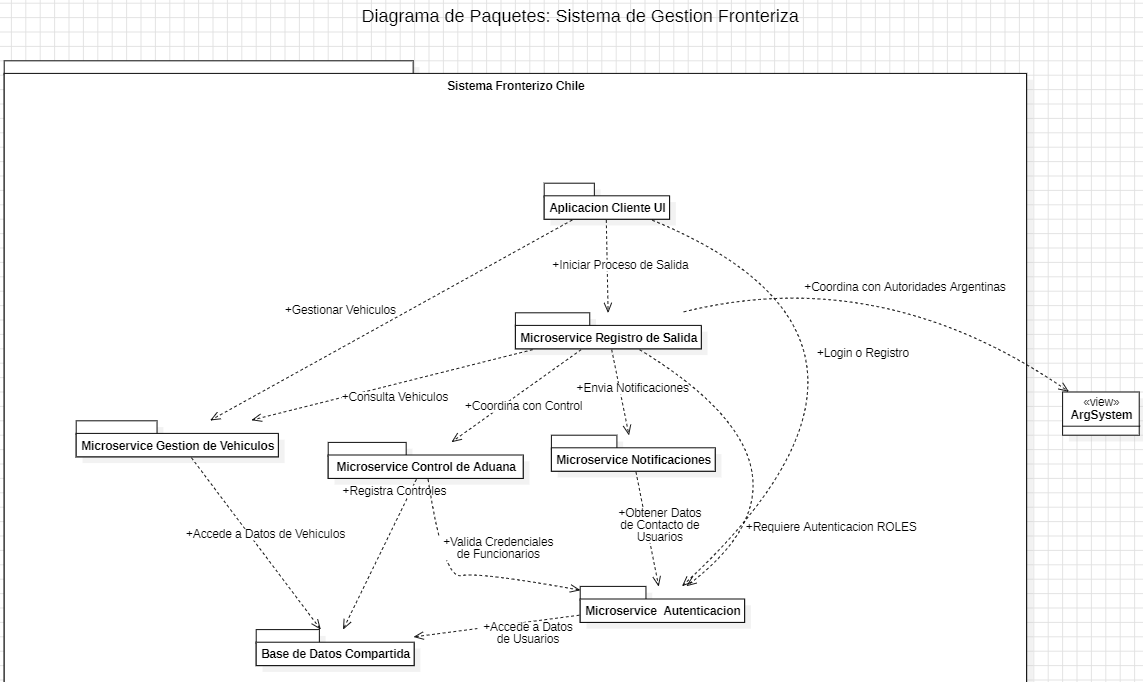 Diagrama de Paquetes: Sistema de Gestion Fronteriza
Sistema Fronterizo Chile
Aplicacion Cliente UI
+Iniciar Proceso de Salida
+Coordina con Autoridades Argentinas
+Gestionar Vehiculos
Microservice Registro de Salida
+Login o Registro
+Envia Notificaciones
+Consulta Vehiculos
+Coordina con Control
«view»
ArgSystem
Microservice Gestion de Vehiculos
Microservice Control de Aduana
Microservice Notificaciones
+Registra Controles
+Obtener Datos
de Contacto de
Usuarios
+Requiere Autenticacion ROLES
+Accede a Datos de Vehiculos
+Valida Credenciales
de Funcionarios
Microservice  Autenticacion
+Accede a Datos
de Usuarios
Base de Datos Compartida